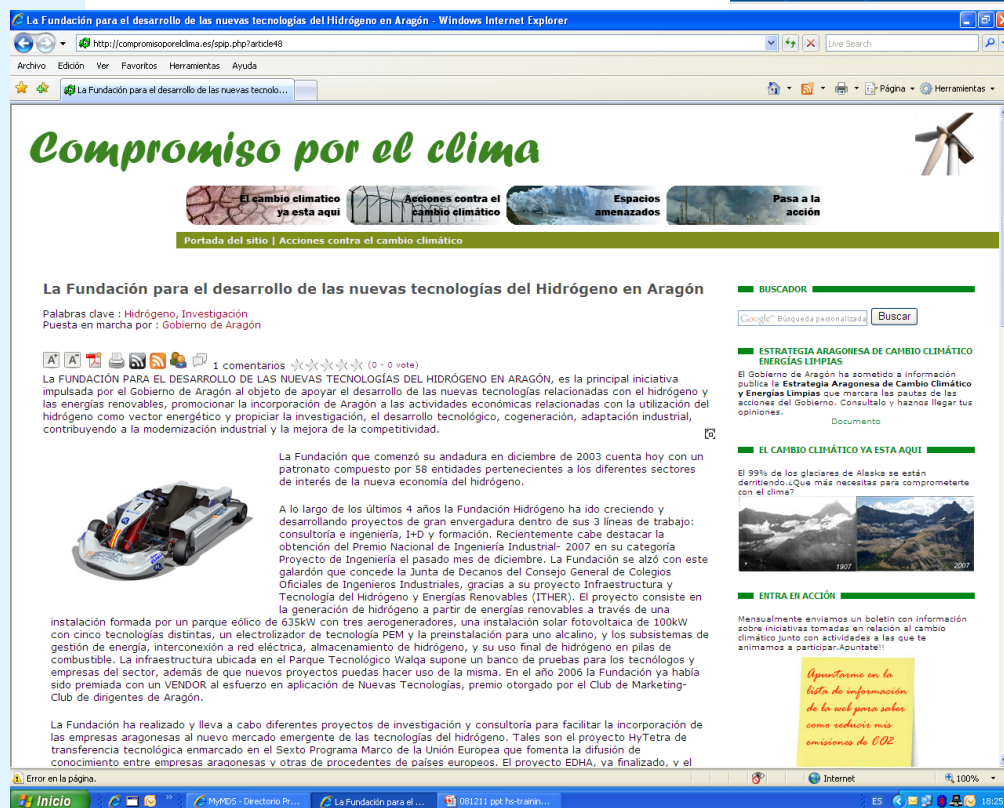 La Fundación para el desarrollo de las nuevas tecnologías del Hidrógeno en Aragón - Windows Internet Explorer
http://compromisoporelclima.es/spip.php?article48
Live Search
Archivo Edición Ver Favoritos Herramientas Ayuda
La Fundación para el desarrollo de las nuevas tecnolo...
Página Herramientas
Compromiso por el clima
El cambio climatico
ya esta aqui
Acciones contra el
cambio climático
Espacios
amenazados
Pasa a la
acción
Portada del sitio | Acciones contra el cambio climático
La Fundación para el desarrollo de las nuevas tecnologías del Hidrógeno en Aragón
Palabras clave : Hidrógeno, Investigación
Puesta en marcha por : Gobierno de Aragón
1 comentarios (0 - 0 vote)
La FUNDACIÓN PARA EL DESARROLLO DE LAS NUEVAS TECNOLOGÍAS DEL HIDRÓGENO EN ARAGÓN, es la principal iniciativa
impulsada por el Gobierno de Aragón al objeto de apoyar el desarrollo de las nuevas tecnologías relacionadas con el hidrógeno y
las energías renovables, promocionar la incorporación de Aragón a las actividades económicas relacionadas con la utilización del
hidrógeno como vector energético y propiciar la investigación, el desarrollo tecnológico, cogeneración, adaptación industrial,
contribuyendo a la modernización industrial y la mejora de la competitividad.
La Fundación que comenzó su andadura en diciembre de 2003 cuenta hoy con un
patronato compuesto por 58 entidades pertenecientes a los diferentes sectores
de interés de la nueva economía del hidrógeno.
A lo largo de los últimos 4 años la Fundación Hidrógeno ha ido creciendo y
desarrollando proyectos de gran envergadura dentro de sus 3 líneas de trabajo:
consultoría e ingeniería, I+D y formación. Recientemente cabe destacar la
obtención del Premio Nacional de Ingeniería Industrial- 2007 en su categoría
Proyecto de Ingeniería el pasado mes de diciembre. La Fundación se alzó con este
galardón que concede la Junta de Decanos del Consejo General de Colegios
Oficiales de Ingenieros Industriales, gracias a su proyecto Infraestructura y
Tecnología del Hidrógeno y Energías Renovables (ITHER). El proyecto consiste en
la generación de hidrógeno a partir de energías renovables a través de una
instalación formada por un parque eólico de 635kW con tres aerogeneradores, una instalación solar fotovoltaica de 100kW
con cinco tecnologías distintas, un electrolizador de tecnología PEM y la preinstalación para uno alcalino, y los subsistemas de
gestión de energía, interconexión a red eléctrica, almacenamiento de hidrógeno, y su uso final de hidrógeno en pilas de
combustible. La infraestructura ubicada en el Parque Tecnológico Walqa supone un banco de pruebas para los tecnólogos y
empresas del sector, además de que nuevos proyectos puedas hacer uso de la misma. En el año 2006 la Fundación ya había
sido premiada con un VENDOR al esfuerzo en aplicación de Nuevas Tecnologías, premio otorgado por el Club de Marketing-
Club de dirigentes de Aragón.
La Fundación ha realizado y lleva a cabo diferentes proyectos de investigación y consultoría para facilitar la incorporación de
las empresas aragonesas al nuevo mercado emergente de las tecnologías del hidrógeno. Tales son el proyecto HyTetra de
transferencia tecnológica enmarcado en el Sexto Programa Marco de la Unión Europea que fomenta la difusión de
conocimiento entre empresas aragonesas y otras de procedentes de países europeos. El proyecto EDHA, ya finalizado, y el
BUSCADOR
Google™ Búsqueda personalizada
Buscar
ESTRATEGIA ARAGONESA DE CAMBIO CLIMÁTICO
ENERGÍAS LIMPIAS
El Gobierno de Aragón ha sometido a información
publica la Estrategia Aragonesa de Cambio Climático
y Energías Limpias que marcara las pautas de las
acciones del Gobierno. Consultalo y haznos llegar tus
opiniones.
Documento
EL CAMBIO CLIMÁTICO YA ESTA AQUI
El 99% de los glaciares de Alaska se están
derritiendo.¿Que más necesitas para comprometerte
con el clima?
1907
2007
ENTRA EN ACCIÓN
Mensualmente enviamos un boletin con información
sobre iniciativas tomadas en relación al cambio
climático junto con actividades a las que te
animamos a participar.Apuntate!!
Apuntarme en la
lista de información
de la web para saber
como reducir mis
emisiones de CO2
Error en la página.
Internet
100%
Inicio
MyMDS - Directorio Pr...
La Fundación para el ...
081211 ppt hs-trainin...
ES
18:25